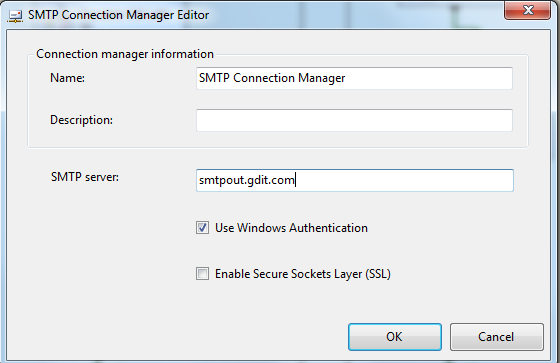 SMTP Connection Manager Editor
Connection manager information
Name: SMTP Connection Manager
Description:
SMTP server: smtpout.gdit.com
Use Windows Authentication
Enable Secure Sockets Layer (SSL)
OK Cancel